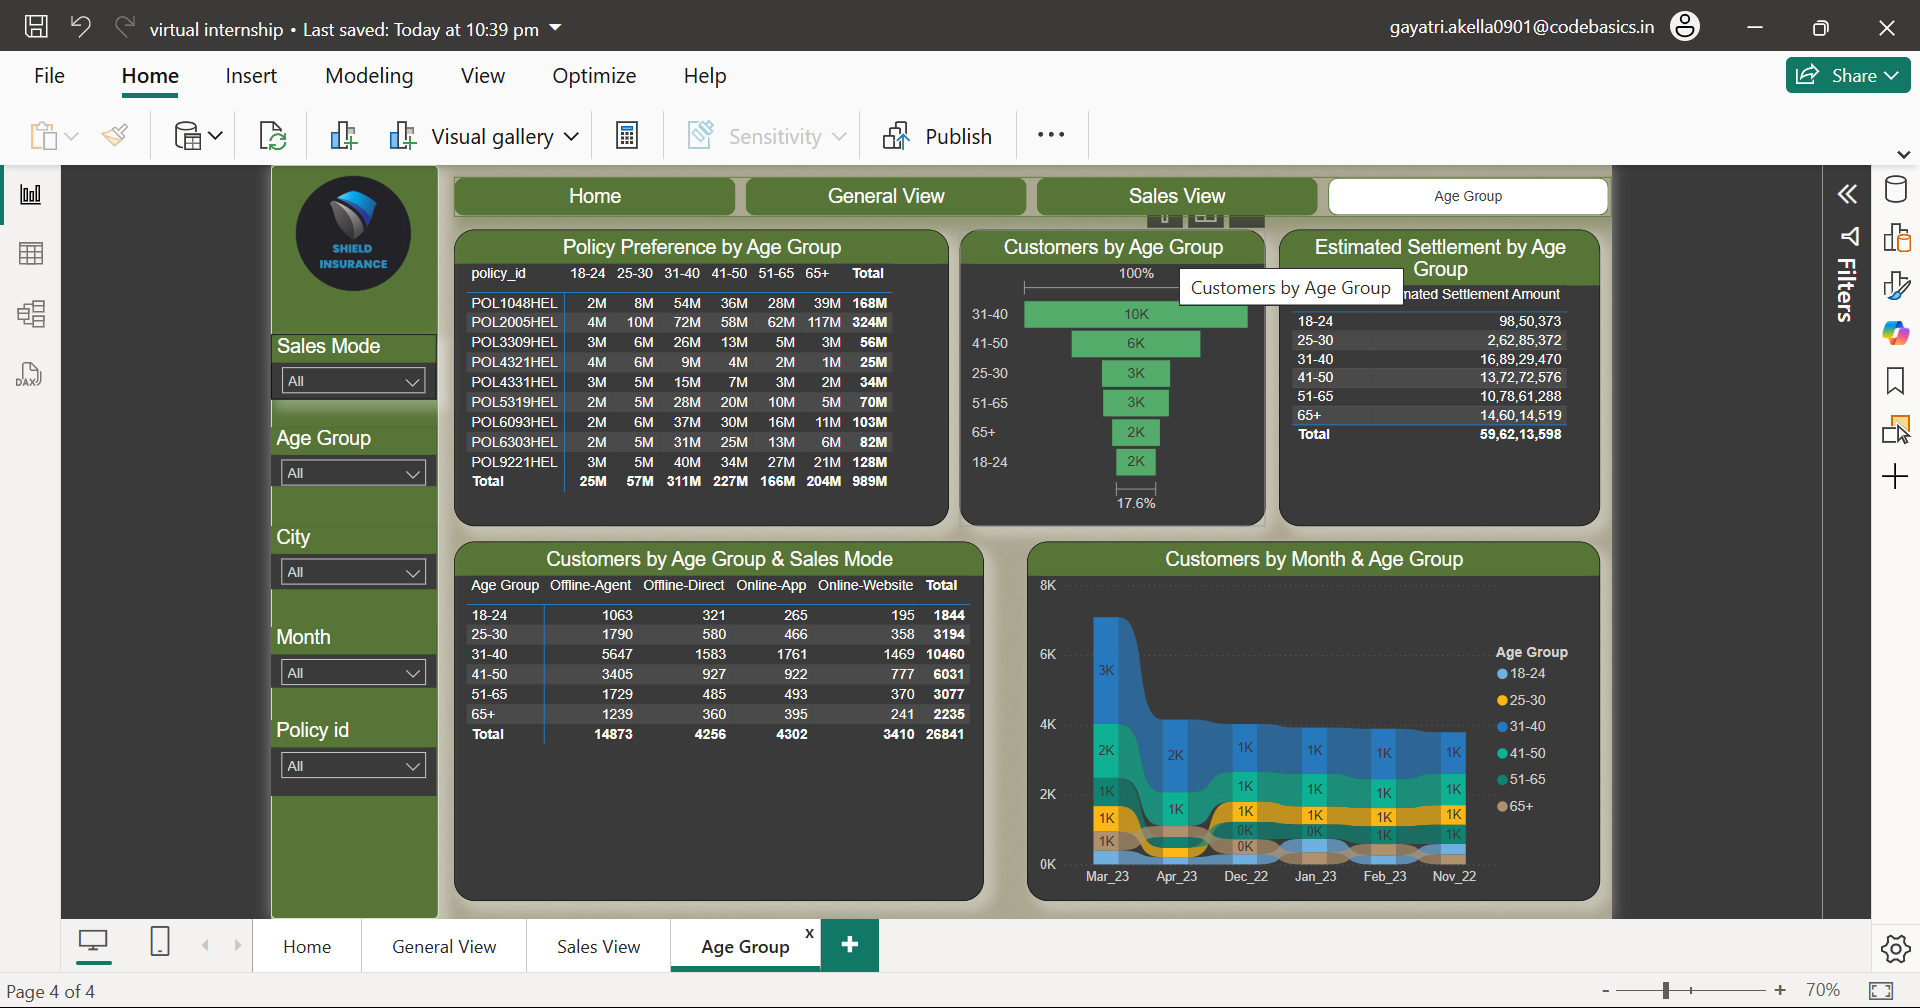 virtual internship • Last saved: Today at 10:39 pm
gayatri.akella0901@codebasics.in
File Home Insert Modeling View Optimize Help
Share
Visual gallery
Sensitivity
Publish
SHIELD
INSURANCE
Home
General View
Sales View
Age Group
Sales Mode
All
Age Group
All
City
All
Month
All
Policy id
All
Policy Preference by Age Group
policy_id 18-24 25-30 31-40 41-50 51-65 65+ Total
POL1048HEL 2M 8M 54M 36M 28M 39M 168M
POL2005HEL 4M 10M 72M 58M 62M 117M 324M
POL3309HEL 3M 6M 26M 13M 5M 3M 56M
POL4321HEL 4M 6M 9M 4M 2M 1M 25M
POL4331HEL 3M 5M 15M 7M 3M 2M 34M
POL5319HEL 2M 5M 28M 20M 10M 5M 70M
POL6093HEL 2M 6M 37M 30M 16M 11M 103M
POL6303HEL 2M 5M 31M 25M 13M 6M 82M
POL9221HEL 3M 5M 40M 34M 27M 21M 128M
Total 25M 57M 311M 227M 166M 204M 989M
Customers by Age Group
100%
Customers by Age Group
31-40 10K
41-50 6K
25-30 3K
51-65 3K
65+ 2K
18-24 2K
17.6%
Estimated Settlement by Age
Group
mated Settlement Amount
18-24 98,50,373
25-30 2,62,85,372
31-40 16,89,29,470
41-50 13,72,72,576
51-65 10,78,61,288
65+ 14,60,14,519
Total 59,62,13,598
Customers by Age Group & Sales Mode
Age Group Offline-Agent Offline-Direct Online-App Online-Website Total
18-24 1063 321 265 195 1844
25-30 1790 580 466 358 3194
31-40 5647 1583 1761 1469 10460
41-50 3405 927 922 777 6031
51-65 1729 485 493 370 3077
65+ 1239 360 395 241 2235
Total 14873 4256 4302 3410 26841
Customers by Month & Age Group
8K
6K
4K
2K
0K
3K 2K 1K 1K 1K 1K
2K 1K 1K 1K 1K 1K
1K 1K 1K 1K 1K
1K 0K 0K 1K 1K
1K 0K
Mar_23 Apr_23 Dec_22 Jan_23 Feb_23 Nov_22
Age Group
18-24
25-30
31-40
41-50
51-65
65+
Filters
DAX
Home
General View
Sales View
Age Group
x
Page 4 of 4
70%